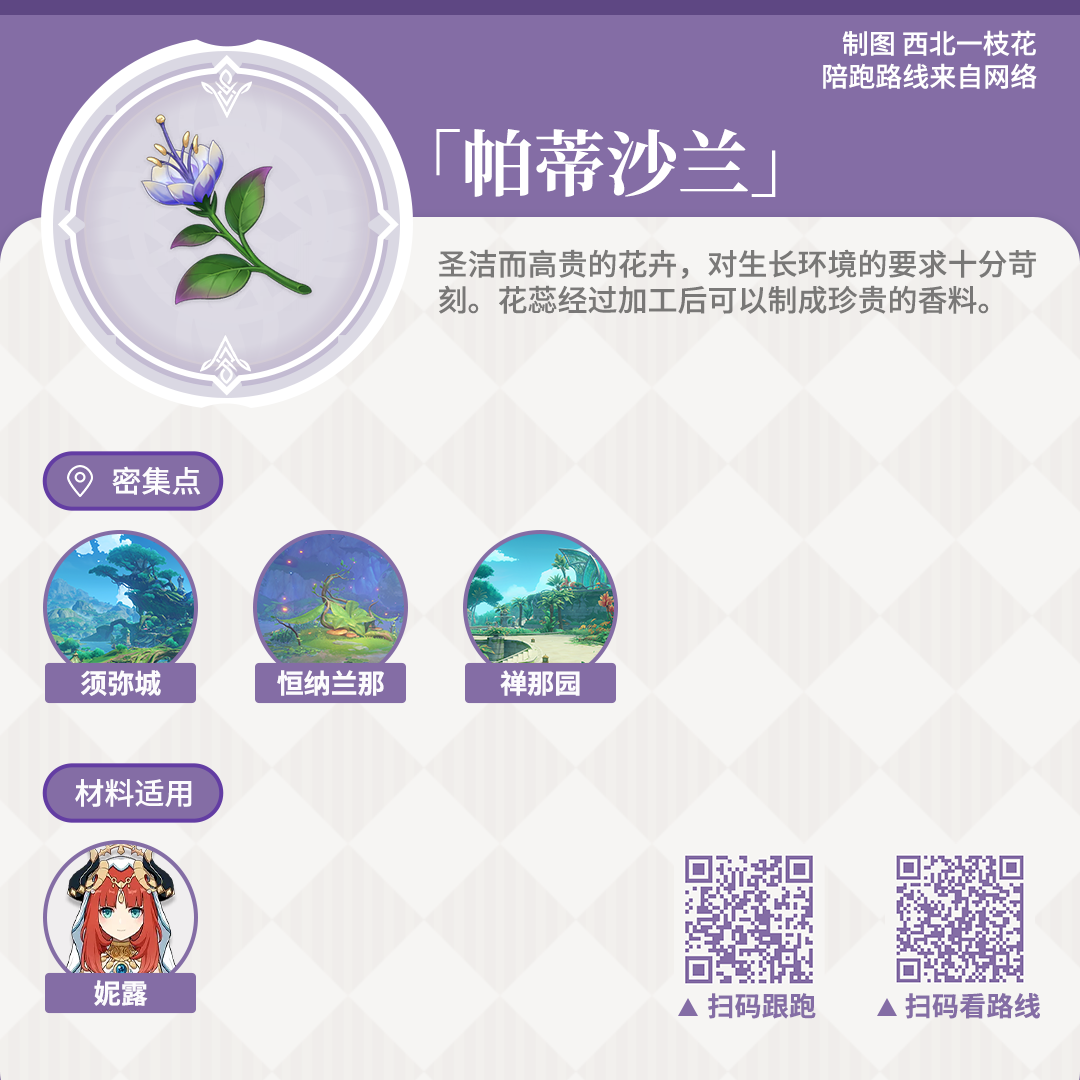 制图 西北一枝花
陪跑路线来自网络
「帕蒂沙兰」
圣洁而高贵的花卉，对生长环境的要求十分苛
刻。花蕊经过加工后可以制成珍贵的香料。
密集点
须弥城
恒纳兰那
禅那园
材料适用
妮露
▲ 扫码跟跑
▲ 扫码看路线